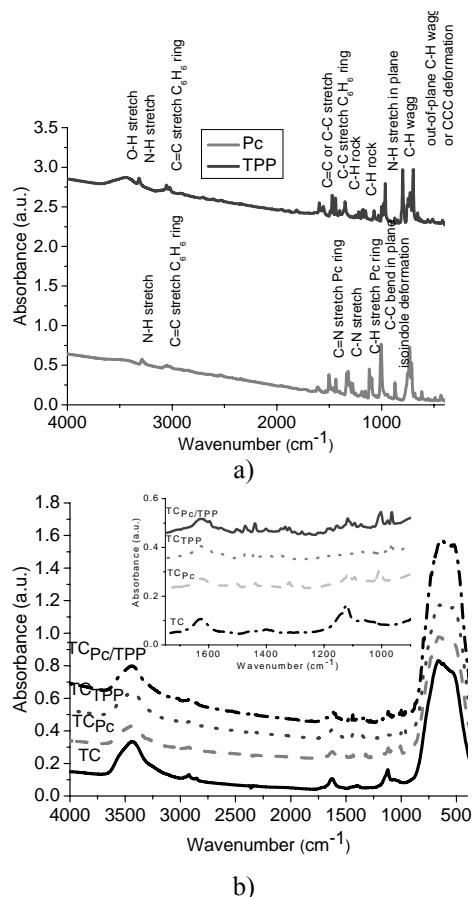 O-H stretch
N-H stretch
C=C stretch C6H6 ring
C=C or C-C stretch
C-C stretch C6H6 ring
C-H rock
C-H rock
N-H stretch in plane
C-H wagg
out-of-plane C-H wagg
or CCC deformation
Pc
TPP
N-H stretch
C=C stretch C6H6 ring
C=N stretch Pc ring
C-N stretch
C-H stretch Pc ring
C-C bend in plane
isoindole deformation
Absorbance (a.u.)
3.5
3.0
2.5
2.0
1.5
1.0
0.5
0.0
4000 3000 2000 1000
Wavenumber (cm-1)
a)
Absorbance (a.u.)
1.8
1.6
1.4
1.2
1.0
0.8
0.6
0.4
0.2
0.0
TCPc/TPP
TCTPP
TCPc
TC
Absorbance (a.u.)
0.6
0.4
0.2
0.0
TCPc/TPP
TCTPP
TCPc
TC
1600 1400 1200 1000
Wavenumber (cm-1)
4000 3500 3000 2500 2000 1500 1000 500
Wavenumber (cm-1)
b)